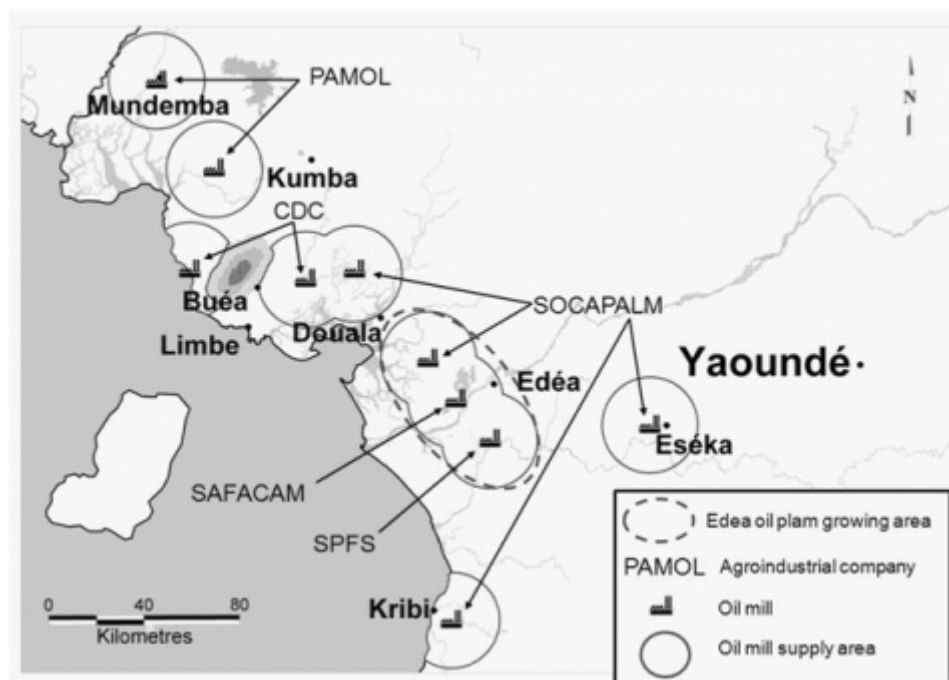 PAMOL
Mundemba
N
Kumba
CDC
Buéa
SOCAPALM
Limbe
Douala
Yaoundé
Edéa
Eséka
SAFACAM
SPFS
Kribi
0 40 80
Kilometres
Edea oil plam growing area
PAMOL Agroindustrial company
Oil mill
Oil mill supply area